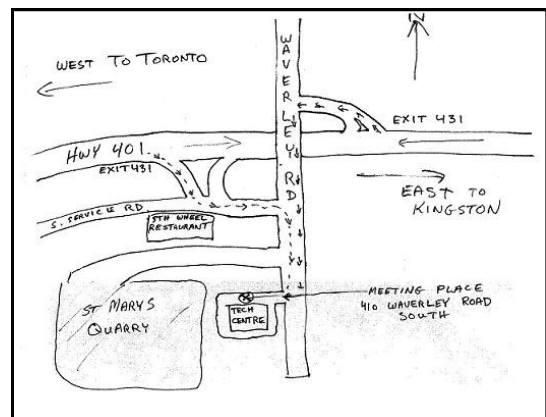 N
WEST TO TORONTO
WAVERLEY RD
EXIT 431
HWY 401
EXIT 431
EAST TO
KINGSTON
S. SERVICE RD
5TH WHEEL
RESTAURANT
MEETING PLACE
410 WAVERLEY ROAD
SOUTH
ST MARYS
QUARRY
TECH
CENTRE